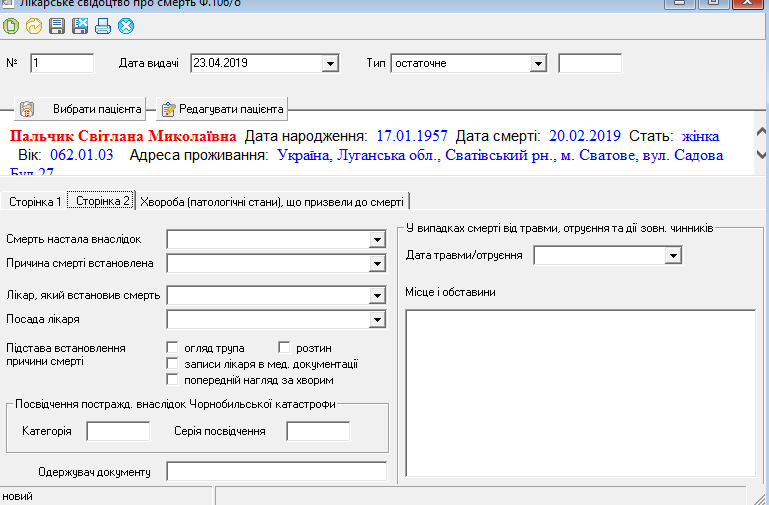 Лікарське свідоцтво про смерть Ф.106/о
№ 1 Дата видачі 23.04.2019 Тип остаточне
Вибрати пацієнта Редагувати пацієнта
Пальчик Світлана Миколаївна Дата народження: 17.01.1957 Дата смерті: 20.02.2019 Стать: жінка
Вік: 062.01.03 Адреса проживання: Україна, Луганська обл., Сватівський рн., м. Сватове, вул. Садова
Буд.27
Сторінка 1 Сторінка 2 Хвороба (патологічні стани), що призвели до смерті
Смерть настала внаслідок
Причина смерті встановлена
Лікар, який встановив смерть
Посада лікаря
Підстава встановлення
причини смерті
огляд трупа розтин
записи лікаря в мед. документації
попередній нагляд за хворим
Посвідчення постражд. внаслідок Чорнобильської катастрофи
Категорія Серія посвідчення
Одержувач документу
У випадках смерті від травми, отруєння та дії зовн. чинників
Дата травми/отруєння
Місце і обставини
новий